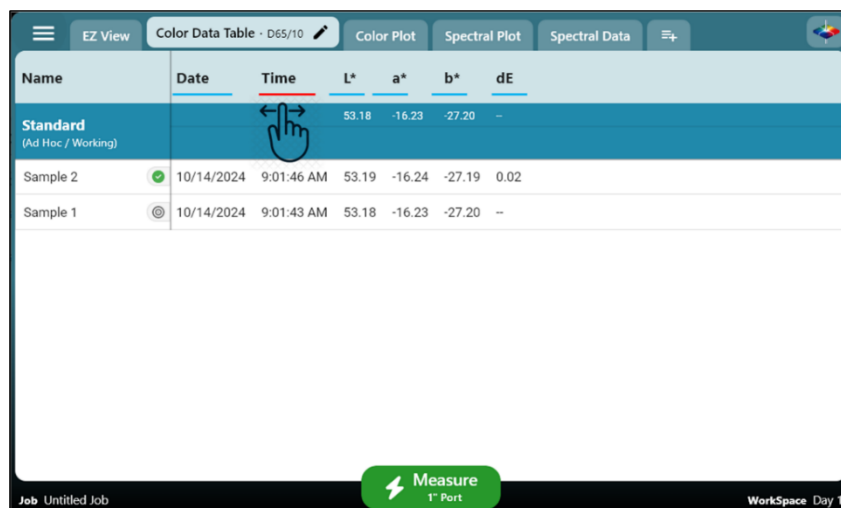 EZ View
Color Data Table · D65/10
Color Plot
Spectral Plot
Spectral Data
Name Date Time L* a* b* dE
Standard 53.18 -16.23 -27.20 --
(Ad Hoc / Working)
Sample 2 10/14/2024 9:01:46 AM 53.19 -16.24 -27.19 0.02
Sample 1 10/14/2024 9:01:43 AM 53.18 -16.23 -27.20 --
Measure
1" Port
Job Untitled Job
WorkSpace Day 1